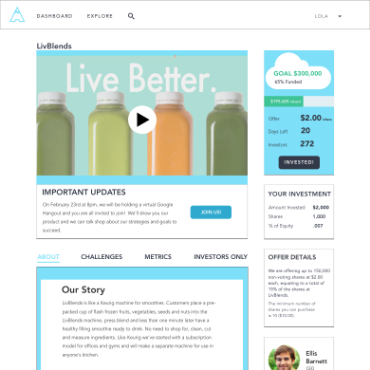 DASHBOARD
EXPLORE
LOLA
LivBlends
Live Better.
GOAL $300,000
65% Funded
Offer $2.00
Days Left 20
Investors 272
INVESTED!
IMPORTANT UPDATES
On February 23rd at 8pm, we will be holding a virtual Google
Hangout and you are all invited to join! We'll show you our
product and we can talk shop about our strategies and goals to
succeed.
JOIN US!
YOUR INVESTMENT
Amount Invested $2,000
Shares 1,000
% of Equity .007
ABOUT
CHALLENGES
METRICS
INVESTORS ONLY
OFFER DETAILS
We are offering up to 150,000
non-voting shares at $2.00
each, equating to a total of
15% of the shares at
LivBlends.
The minimum number of
shares you can purchase
is 10 ($20.00).
Our Story
LivBlends is like a Keurig machine for smoothies. Customers place a pre-
packed cup of flash frozen fruits, vegetables, seeds and nuts into the
LivBlends machine, press blend and less than one minute later have a
healthy filling smoothie ready to drink. No need to shop for, clean, cut
and measure ingredients. Like Keurig we've started with a subscription
model for offices and gyms and will make a separate machine for use in
anyone's kitchen.
Ellis
Barnett
CEO